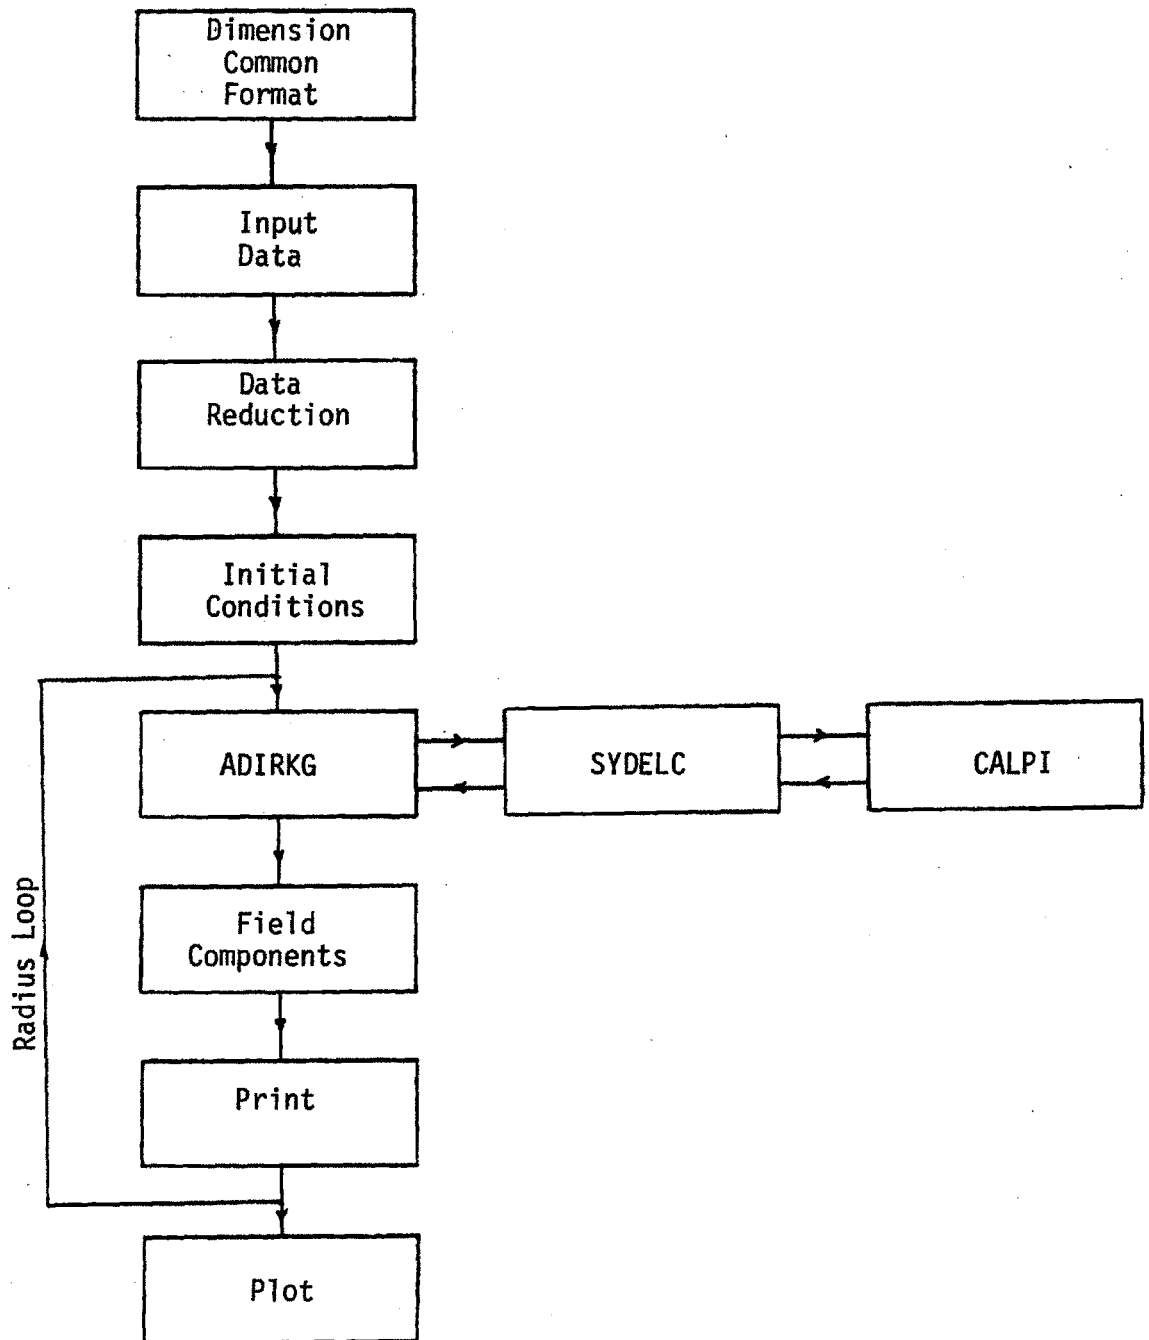 Dimension
Common
Format
Input
Data
Data
Reduction
Initial
Conditions
ADIRKG
SYDELC
CALPI
Field
Components
Radius Loop
Print
Plot